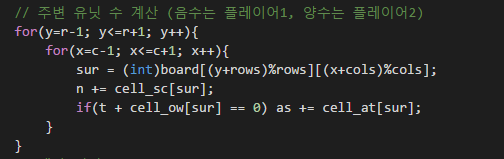 // 주변 유닛 수 계산 (음수는 플레이어1, 양수는 플레이어2)
for(y=r-1; y<=r+1; y++){
for(x=c-1; x<=c+1; x++){
sur = (int)board[(y+rows)%rows][(x+cols)%cols];
n += cell_sc[sur];
if(t + cell_ow[sur] == 0) as += cell_at[sur];
}
}